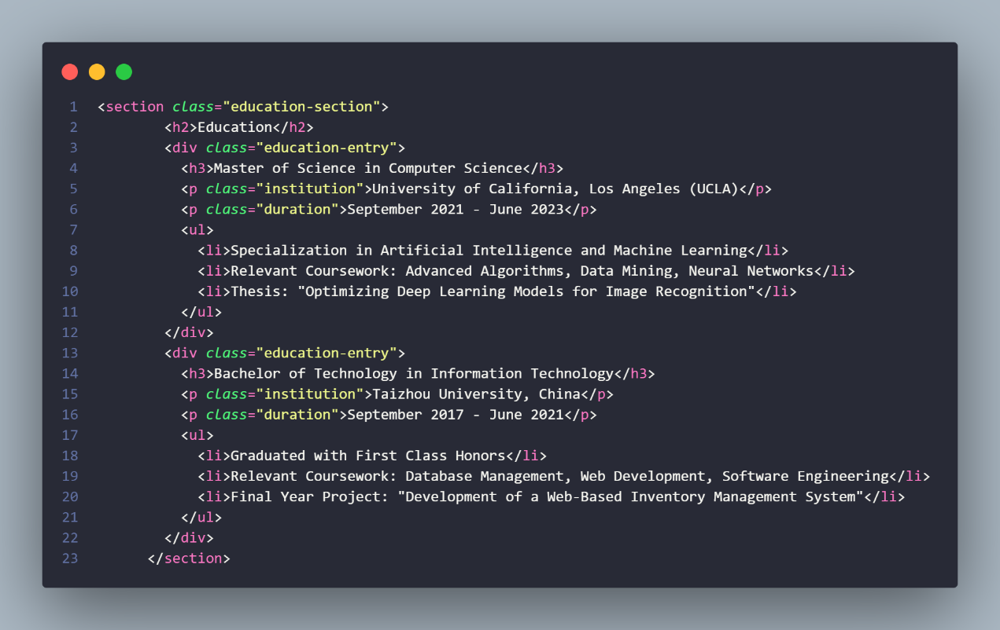 1 <section class="education-section">
2         <h2>Education</h2>
3         <div class="education-entry">
4           <h3>Master of Science in Computer Science</h3>
5           <p class="institution">University of California, Los Angeles (UCLA)</p>
6           <p class="duration">September 2021 - June 2023</p>
7           <ul>
8             <li>Specialization in Artificial Intelligence and Machine Learning</li>
9             <li>Relevant Coursework: Advanced Algorithms, Data Mining, Neural Networks</li>
10             <li>Thesis: "Optimizing Deep Learning Models for Image Recognition"</li>
11           </ul>
12         </div>
13         <div class="education-entry">
14           <h3>Bachelor of Technology in Information Technology</h3>
15           <p class="institution">Taizhou University, China</p>
16           <p class="duration">September 2017 - June 2021</p>
17           <ul>
18             <li>Graduated with First Class Honors</li>
19             <li>Relevant Coursework: Database Management, Web Development, Software Engineering</li>
20             <li>Final Year Project: "Development of a Web-Based Inventory Management System"</li>
21           </ul>
22         </div>
23       </section>